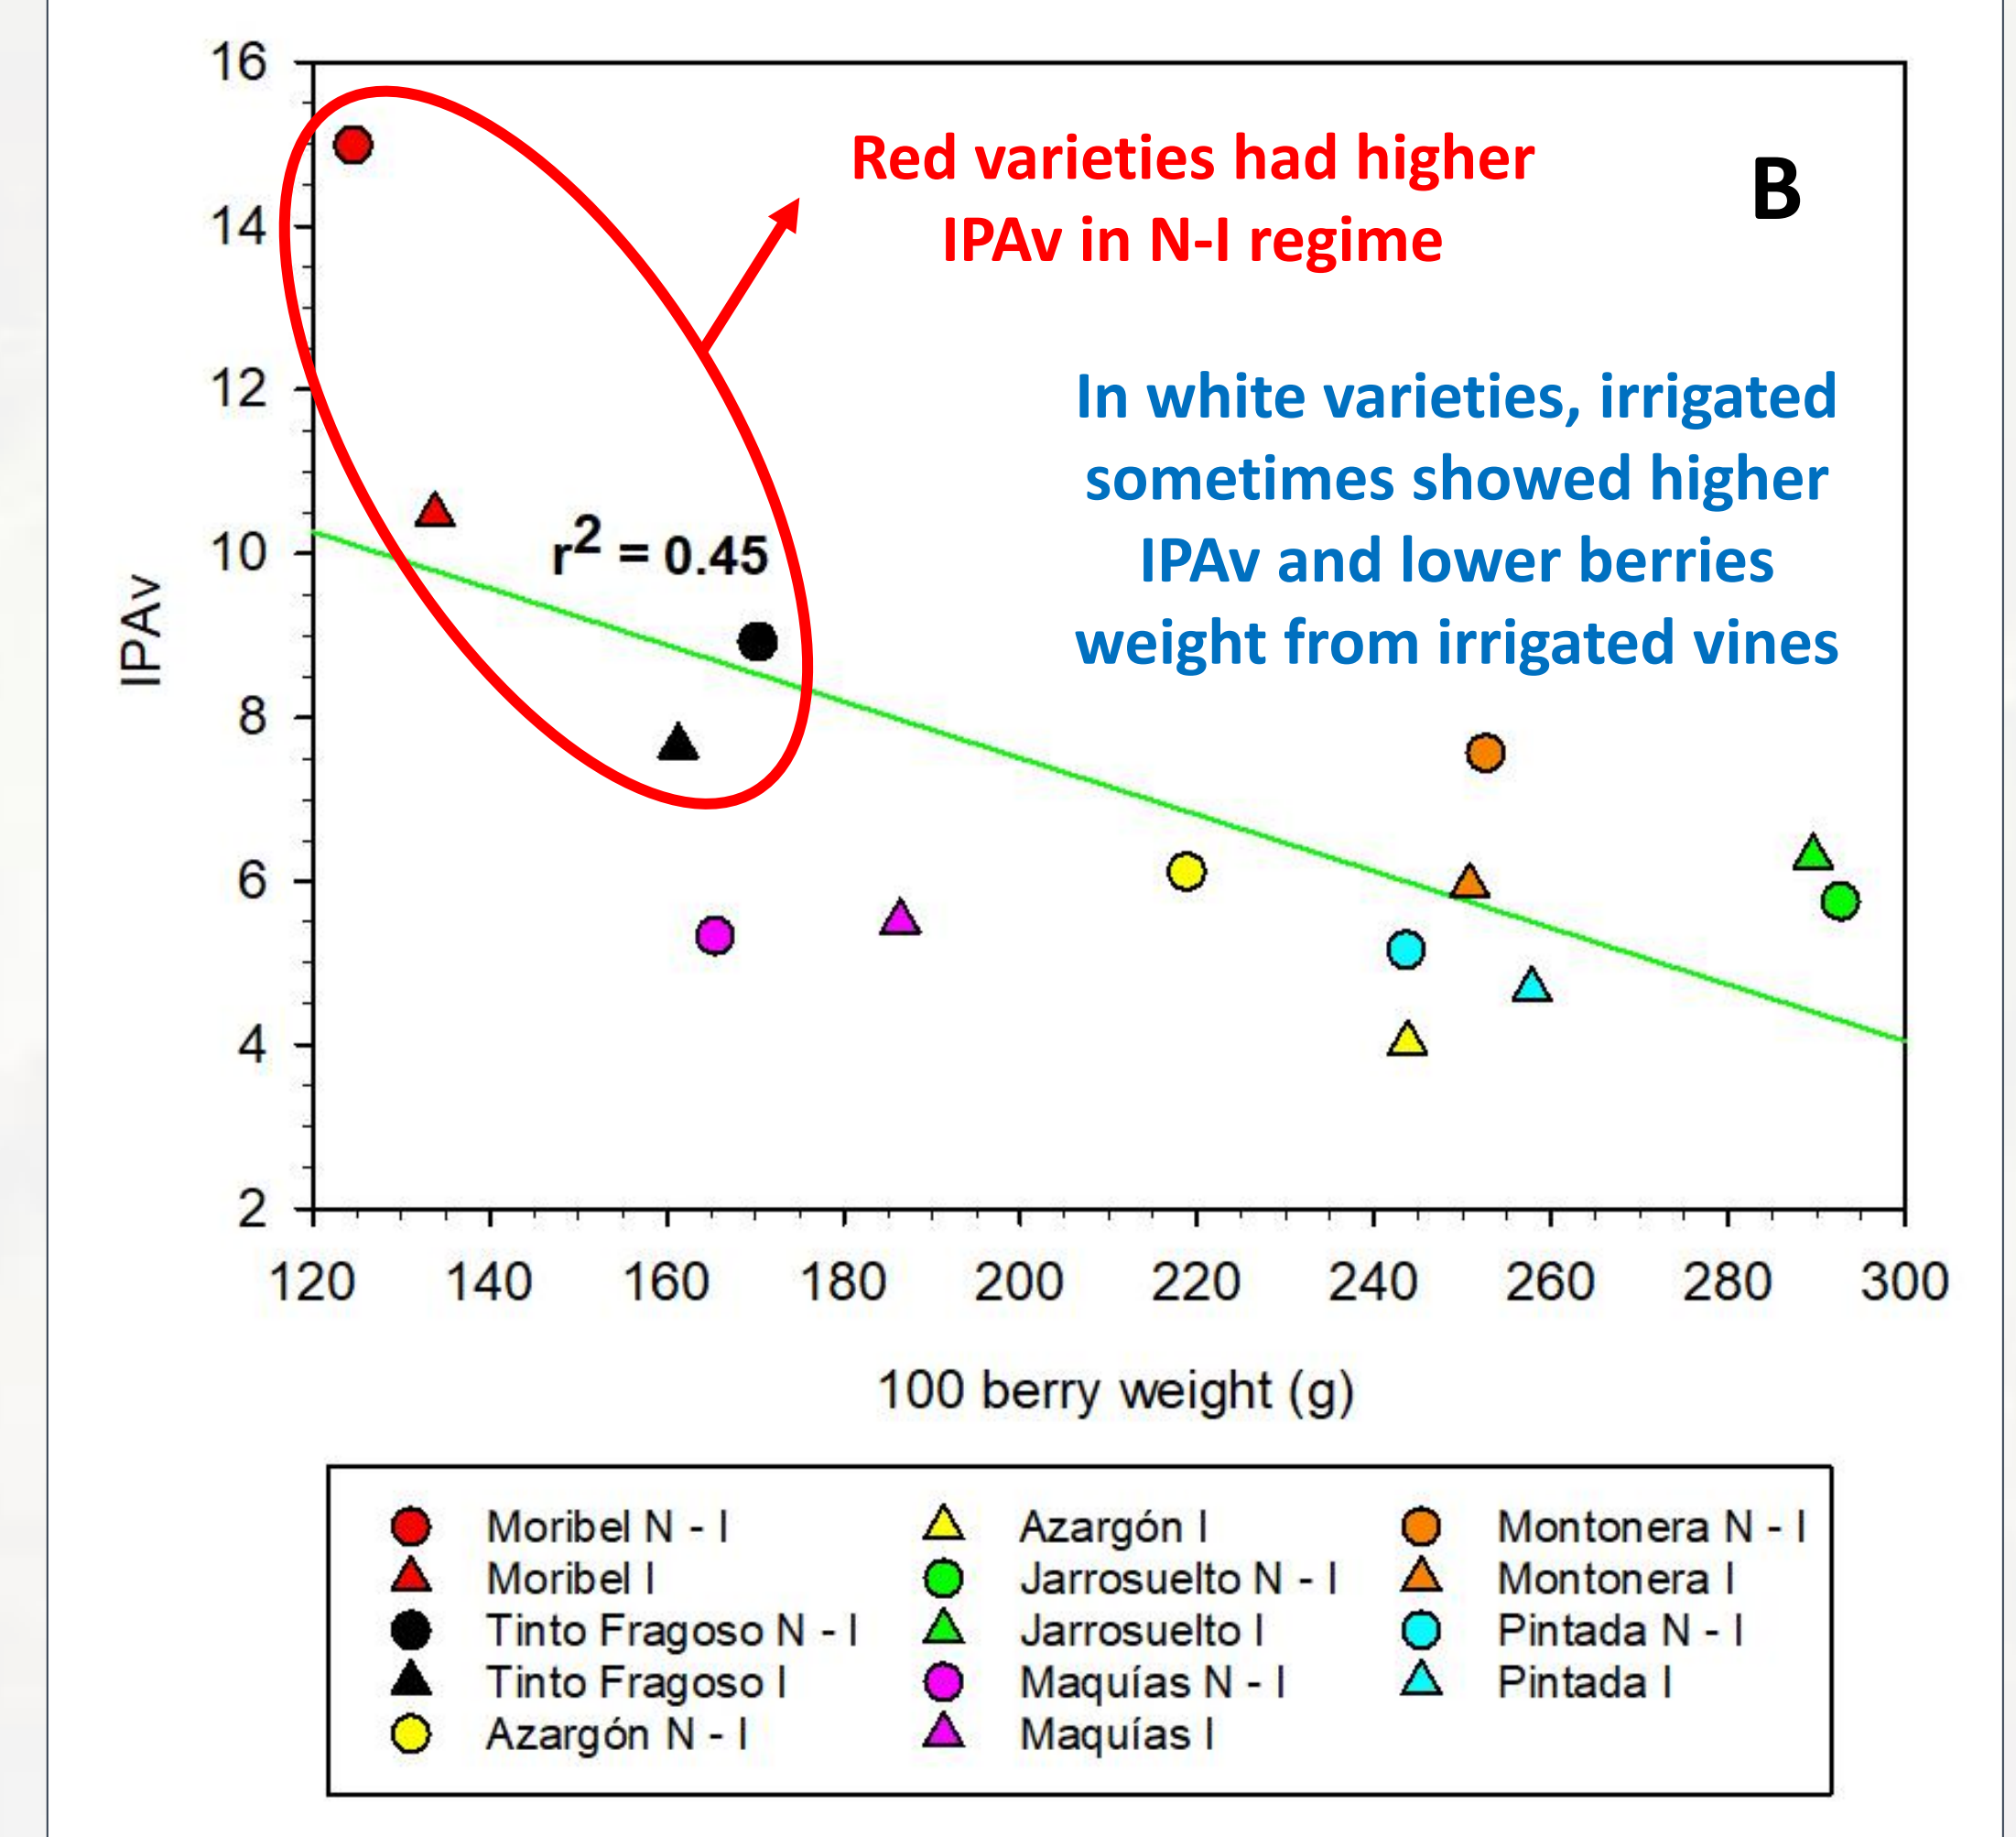 16
14
12
10
8
6
4
2
IPAv
Red varieties had higher
IPAv in N-I regime
B
In white varieties, irrigated
sometimes showed higher
IPAv and lower berries
weight from irrigated vines
r2 = 0.45
120 140 160 180 200 220 240 260 280 300
100 berry weight (g)
Moribel N - I
Moribel I
Tinto Fragoso N - I
Tinto Fragoso I
Azargón N - I
Azargón I
Jarrosuelto N - I
Jarrosuelto I
Maquías N - I
Maquías I
Montonera N - I
Montonera I
Pintada N - I
Pintada I